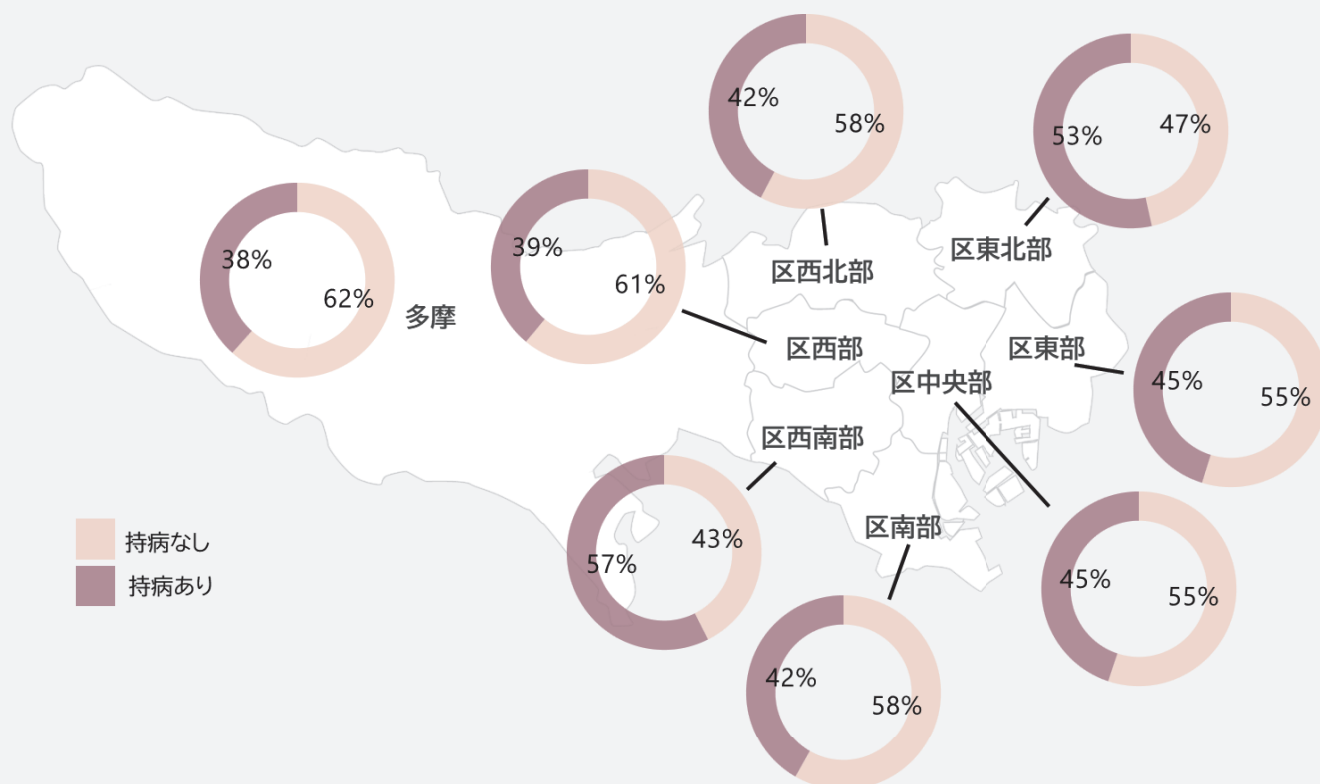 42%
58%
53%
47%
区東北部
区西北部
38%
62%
多摩
39%
61%
区西部
区東部
区中央部
45%
55%
区西南部
43%
57%
区南部
持病なし
持病あり
45%
55%
42%
58%